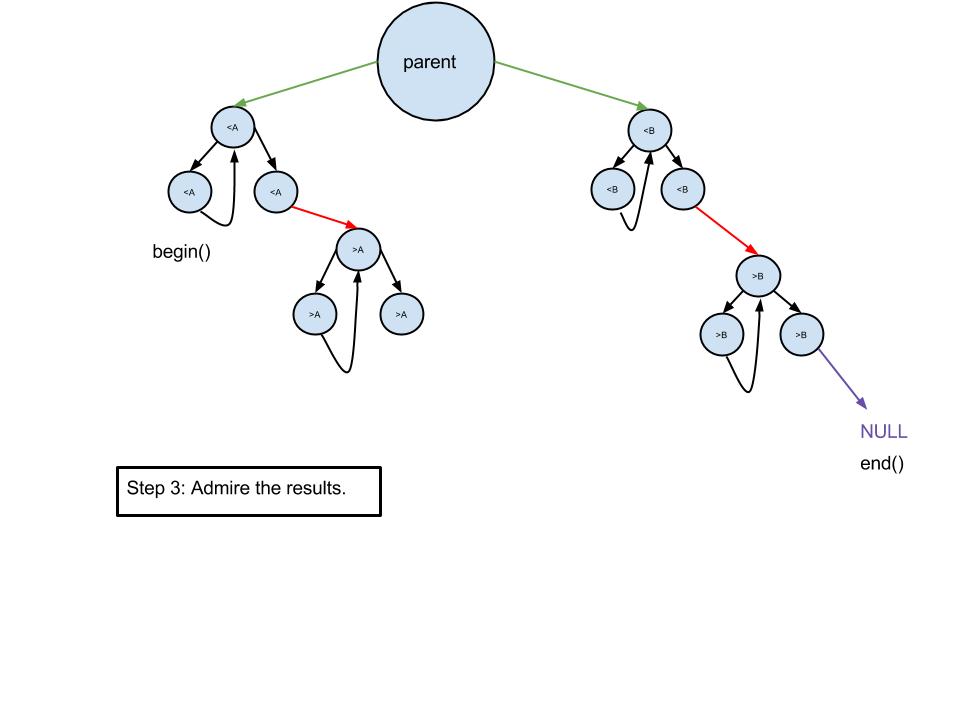 parent
<A
<B
<A
<A
<B
<B
begin()
>A
>B
>A
>A
>B
>B
NULL
end()
Step 3: Admire the results.